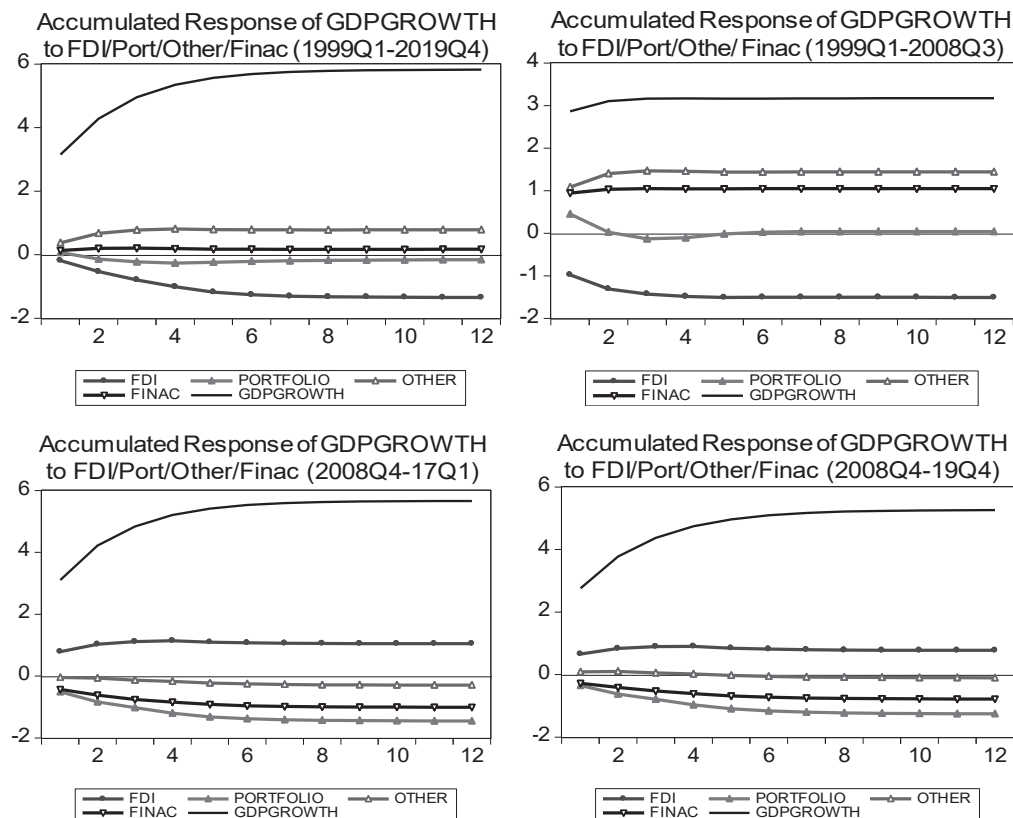 Accumulated Response of GDPGROWTH
to FDI/Port/Other/Finac (1999Q1-2019Q4)
6
4
2
0
-2
2 4 6 8 10 12
FDI PORTFOLIO OTHER
FINAC GDPGROWTH
Accumulated Response of GDPGROWTH
to FDI/Port/Othe/ Finac (1999Q1-2008Q3)
4
3
2
1
0
-1
-2
2 4 6 8 10 12
FDI PORTFOLIO OTHER
FINAC GDPGROWTH
Accumulated Response of GDPGROWTH
to FDI/Port/Other/Finac (2008Q4-17Q1)
6
4
2
0
-2
2 4 6 8 10 12
FDI PORTFOLIO OTHER
FINAC GDPGROWTH
Accumulated Response of GDPGROWTH
to FDI/Port/Other/Finac (2008Q4-19Q4)
6
4
2
0
-2
2 4 6 8 10 12
FDI PORTFOLIO OTHER
FINAC GDPGROWTH